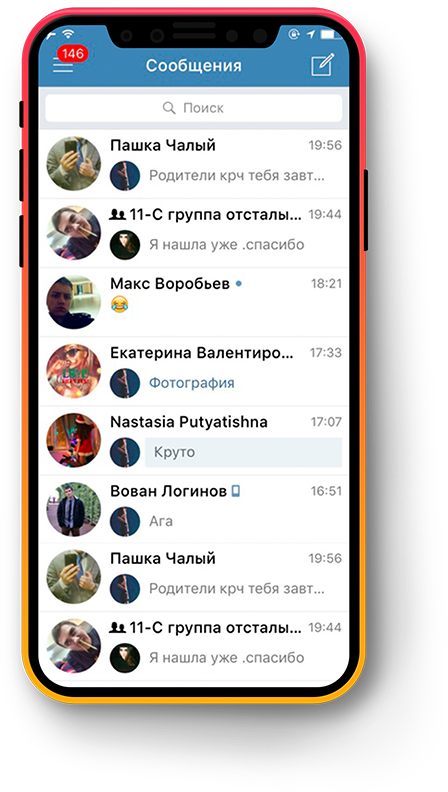 146
Сообщения
Поиск
Пашка Чалый 19:56
Родители крч тебя завт...
11-С группа отсталы... 19:44
Я нашла уже .спасибо
Макс Воробьев 18:21
😂
Екатерина Валентиро... 17:33
Фотография
Nastasia Putyatishna 17:07
Круто
Вован Логинов 16:51
Ага
Пашка Чалый 19:56
Родители крч тебя завт...
11-С группа отсталы... 19:44
Я нашла уже .спасибо